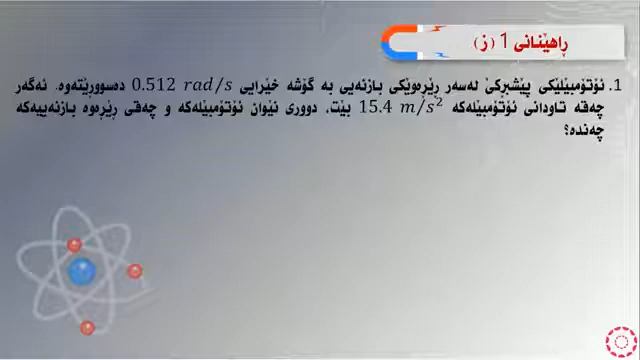 ڕاهێنانی 1 (ز)
1. ئۆتۆمبێلێکی پێشبڕکێ لەسەر ڕێڕەوێکی بازنەیی بە گۆشە خێرایی 0.512 rad/s دەسووڕێتەوە. ئەگەر
چەقە تاودانی ئۆتۆمبێلەکە 15.4 m/s² بێت، دووری نێوان ئۆتۆمبێلەکە و چەقی ڕێڕەوە بازنەییەکە
چەندە؟